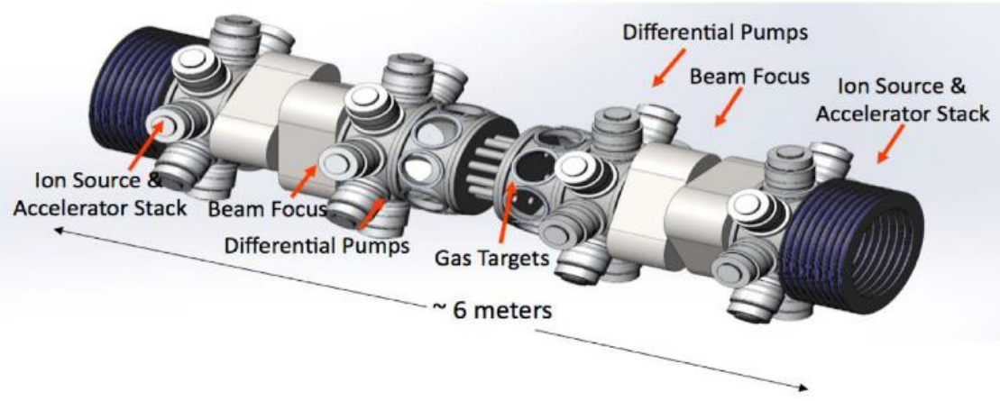 Differential Pumps
Beam Focus
Ion Source &
Accelerator Stack
Ion Source &
Accelerator Stack
Beam Focus
Differential Pumps
Gas Targets
~ 6 meters